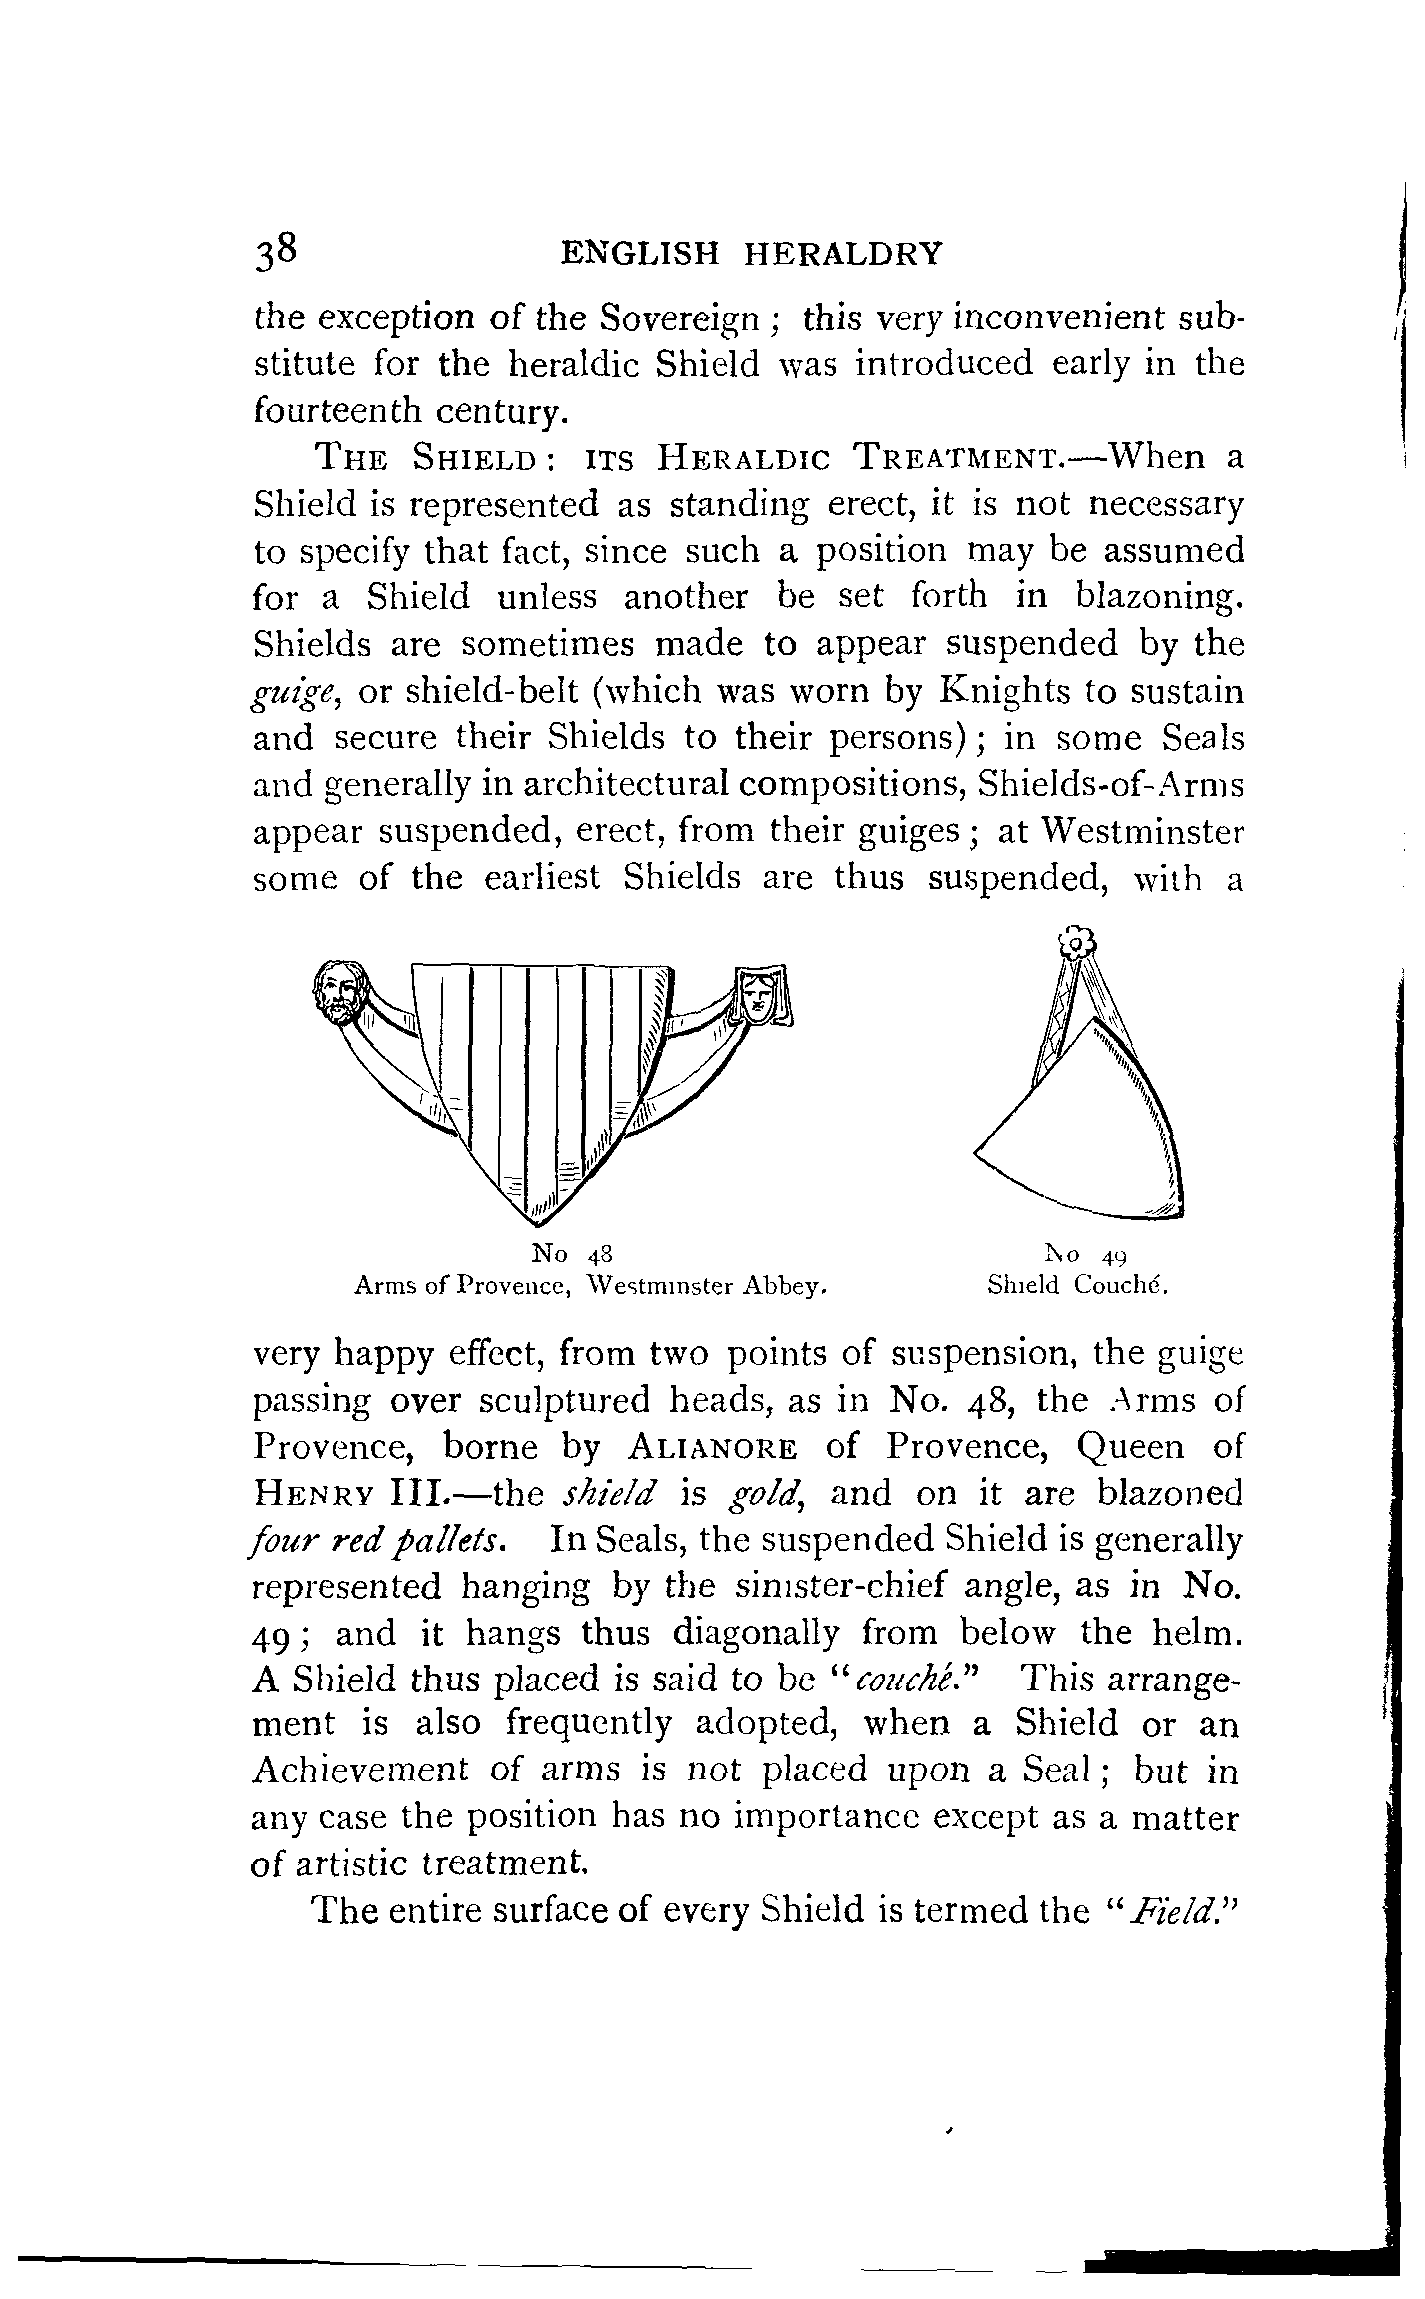 38 ENGLISH HERALDRY
the exception of the Sovereign ; this very inconvenient sub-
stitute for the heraldic Shield was introduced early in the
fourteenth century.
THE SHIELD : ITS HERALDIC TREATMENT.—When a
Shield is represented as standing erect, it is not necessary
to specify that fact, since such a position may be assumed
for a Shield unless another be set forth in blazoning.
Shields are sometimes made to appear suspended by the
guige, or shield-belt (which was worn by Knights to sustain
and secure their Shields to their persons) ; in some Seals
and generally in architectural compositions, Shields-of-Arms
appear suspended, erect, from their guiges ; at Westminster
some of the earliest Shields are thus suspended, with a
No 48
Arms of Provence, Westminster Abbey.
No 49
Shield Couché.
very happy effect, from two points of suspension, the guige
passing over sculptured heads, as in No. 48, the Arms of
Provence, borne by ALIANORE of Provence, Queen of
HENRY III.—the shield is gold, and on it are blazoned
four red pallets. In Seals, the suspended Shield is generally
represented hanging by the sinister-chief angle, as in No.
49 ; and it hangs thus diagonally from below the helm.
A Shield thus placed is said to be “couché.” This arrange-
ment is also frequently adopted, when a Shield or an
Achievement of arms is not placed upon a Seal ; but in
any case the position has no importance except as a matter
of artistic treatment.
The entire surface of every Shield is termed the “Field.”